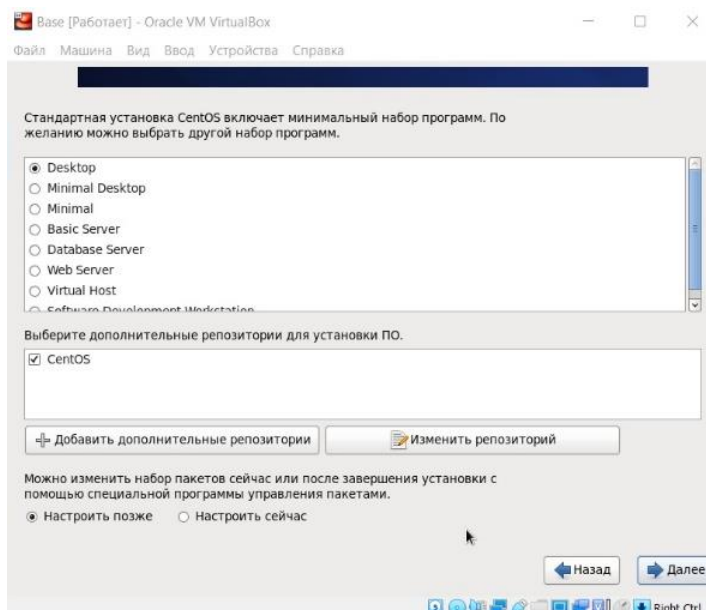 Base [Работает] - Oracle VM VirtualBox
Файл Машина Вид Ввод Устройства Справка
Стандартная установка CentOS включает минимальный набор программ. По
желанию можно выбрать другой набор программ.
Desktop
Minimal Desktop
Minimal
Basic Server
Database Server
Web Server
Virtual Host
Software Development Workstation
Выберите дополнительные репозитории для установки ПО.
CentOS
Добавить дополнительные репозитории Изменить репозиторий
Можно изменить набор пакетов сейчас или после завершения установки с
помощью специальной программы управления пакетами.
Настроить позже Настроить сейчас
Назад Далее
Right Ctrl